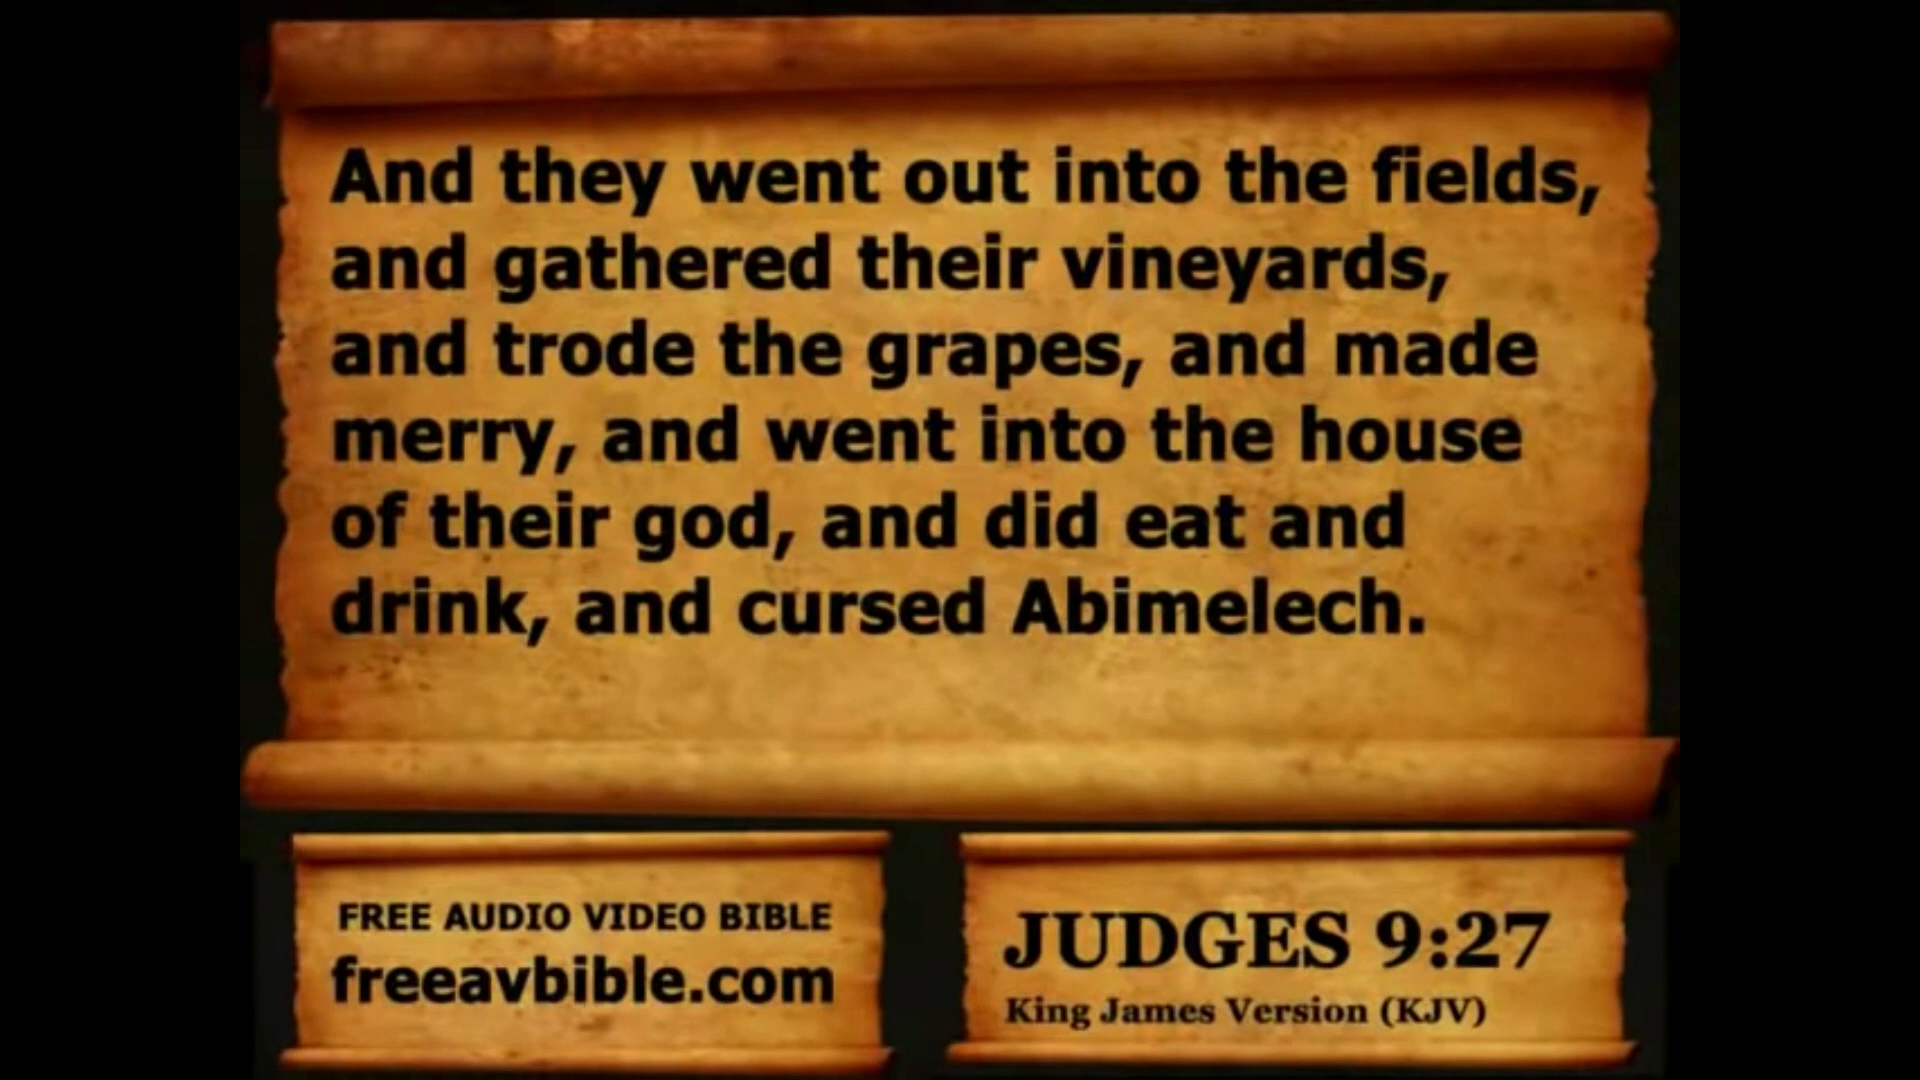 And they went out into the fields,
and gathered their vineyards,
and trode the grapes, and made
merry, and went into the house
of their god, and did eat and
drink, and cursed Abimelech.
FREE AUDIO VIDEO BIBLE
freeavbible.com
JUDGES 9:27
King James Version (KJV)